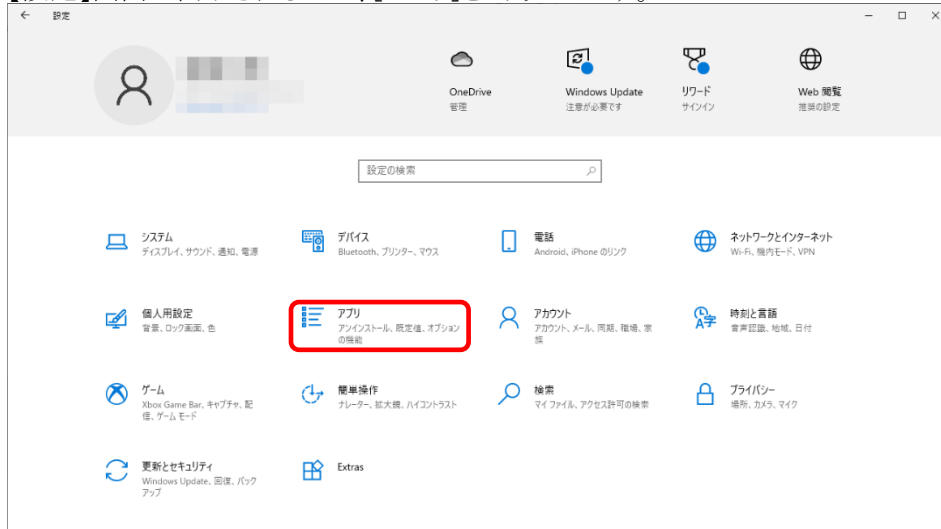 設定
OneDrive
管理
Windows Update
注意が必要です
リワード
サインイン
Web 閲覧
推奨の設定
設定の検索
システム
ディスプレイ、サウンド、通知、電源
デバイス
Bluetooth、プリンター、マウス
電話
Android、iPhone のリンク
ネットワークとインターネット
Wi-Fi、機内モード、VPN
個人用設定
背景、ロック画面、色
アプリ
アンインストール、既定値、オプション
の機能
アカウント
アカウント、メール、同期、職場、家
族
時刻と言語
音声認識、地域、日付
ゲーム
Xbox Game Bar、キャプチャ、配
信、ゲーム モード
簡単操作
ナレーター、拡大鏡、ハイコントラスト
検索
マイ ファイル、アクセス許可の検索
プライバシー
場所、カメラ、マイク
更新とセキュリティ
Windows Update、回復、バック
アップ
Extras